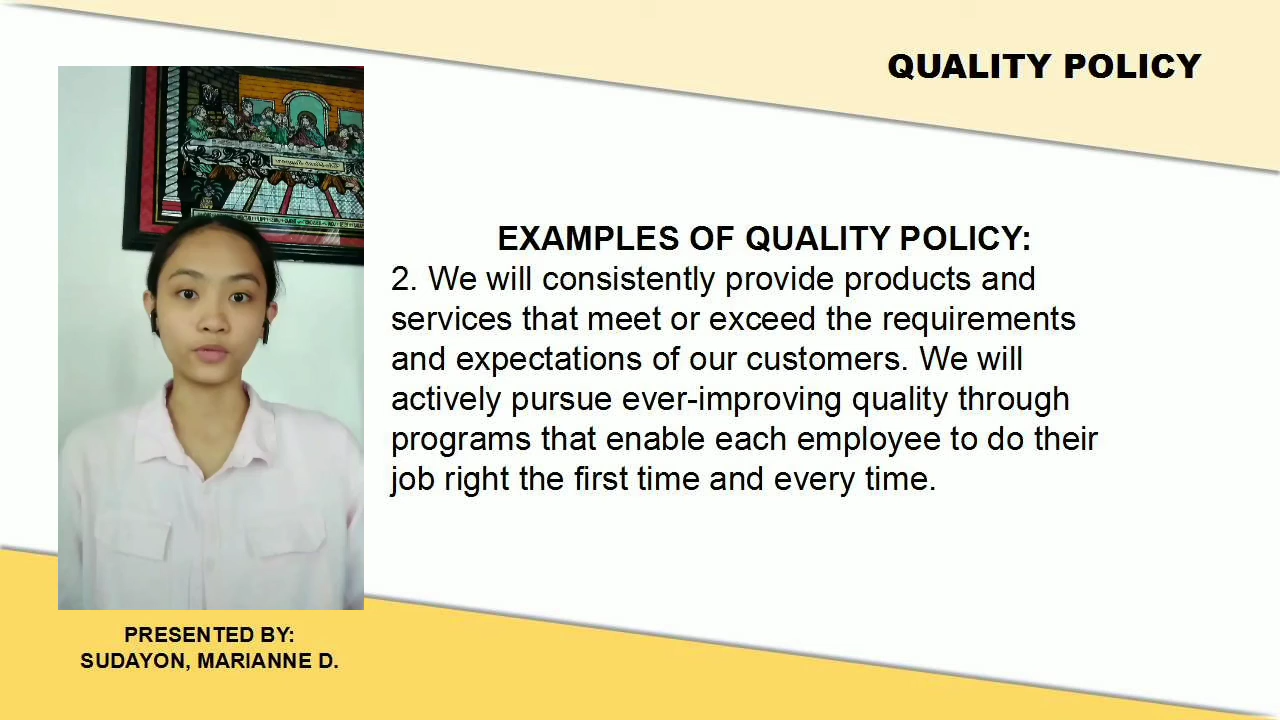 QUALITY POLICY
EXAMPLES OF QUALITY POLICY:
2. We will consistently provide products and
services that meet or exceed the requirements
and expectations of our customers. We will
actively pursue ever-improving quality through
programs that enable each employee to do their
job right the first time and every time.
PRESENTED BY:
SUDAYON, MARIANNE D.